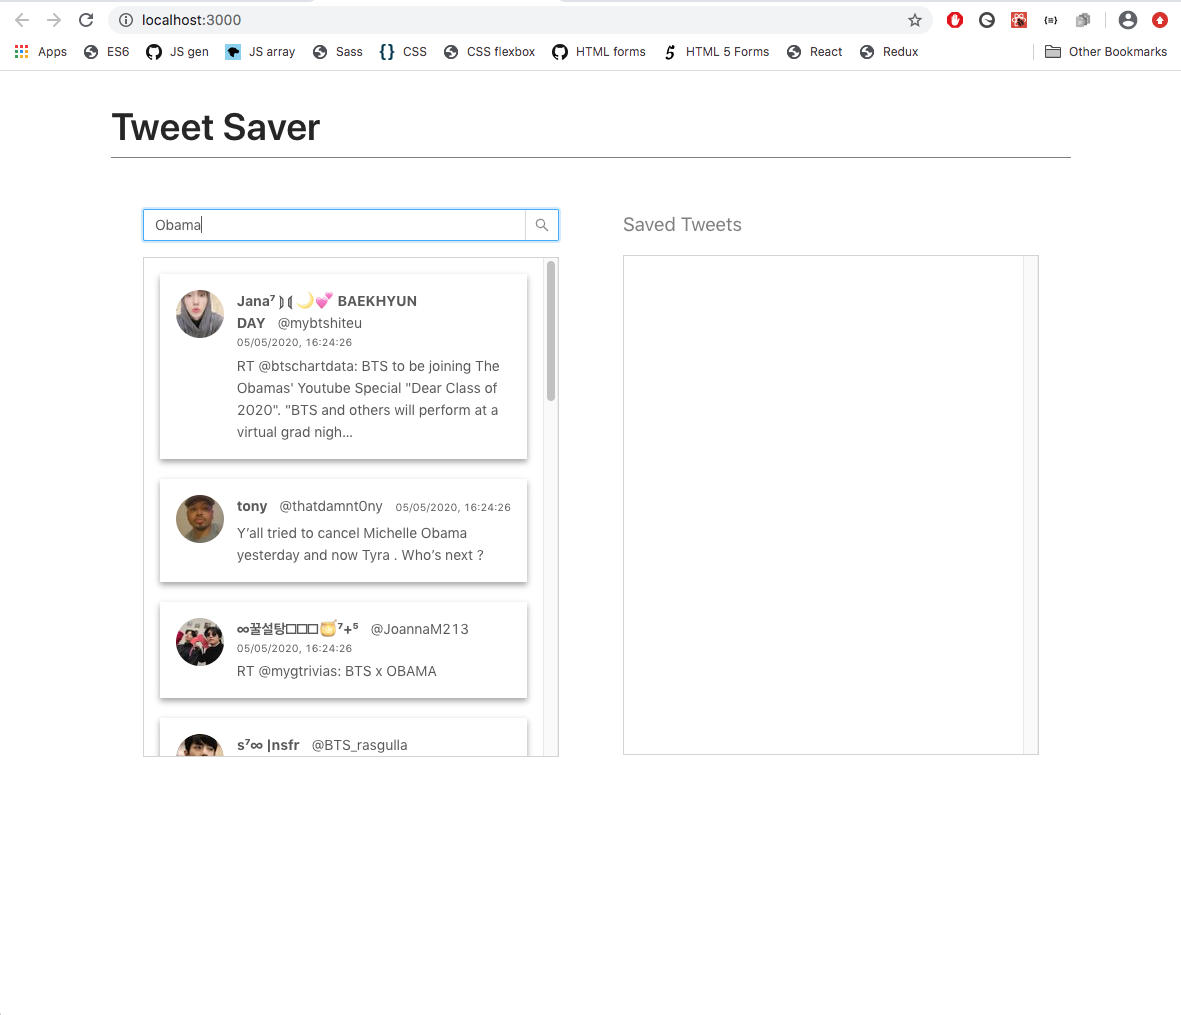 localhost:3000
Apps ES6 JS gen JS array Sass {} CSS CSS flexbox HTML forms 5 HTML 5 Forms React Redux Other Bookmarks
Tweet Saver
Obama
Saved Tweets
Jana⁷ 🌙💕 BAEKHYUN
DAY @mybtshiteu
05/05/2020, 16:24:26
RT @btschartdata: BTS to be joining The
Obamas' Youtube Special "Dear Class of
2020". "BTS and others will perform at a
virtual grad nigh…
tony @thatdamnt0ny 05/05/2020, 16:24:26
Y’all tried to cancel Michelle Obama
yesterday and now Tyra . Who’s next ?
∞꿀설탕□□□🍯⁷+⁵ @JoannaM213
05/05/2020, 16:24:26
RT @mygtrivias: BTS x OBAMA
s⁷∞ |nsfr @BTS_rasgulla